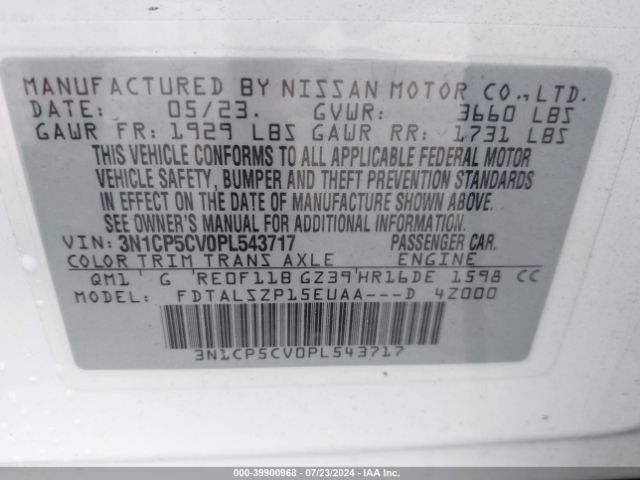 MANUFACTURED BY NISSAN MOTOR CO., LTD.
DATE: 05/23. GVWR: 3660 LBS
GAWR FR: 1929 LBS GAWR RR: 1731 LBS
THIS VEHICLE CONFORMS TO ALL APPLICABLE FEDERAL MOTOR
VEHICLE SAFETY, BUMPER AND THEFT PREVENTION STANDARDS
IN EFFECT ON THE DATE OF MANUFACTURE SHOWN ABOVE.
SEE OWNER'S MANUAL FOR ADDITIONAL INFORMATION.
VIN: 3N1CP5CV0PL543717 PASSENGER CAR.
COLOR TRIM TRANS AXLE ENGINE
QM1 G RE0F11B GZ39 HR16DE 1598 CC
MODEL: FDTALSZP15EUAA---D 4Z000
3N1CP5CV0PL543717
000-39900968 - 07/23/2024 - IAA Inc.